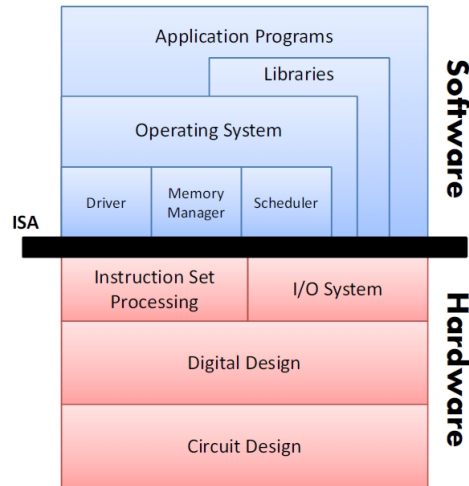 Application Programs
Libraries
Operating System
Driver
Memory
Manager
Scheduler
Software
ISA
Instruction Set
Processing
I/O System
Digital Design
Circuit Design
Hardware